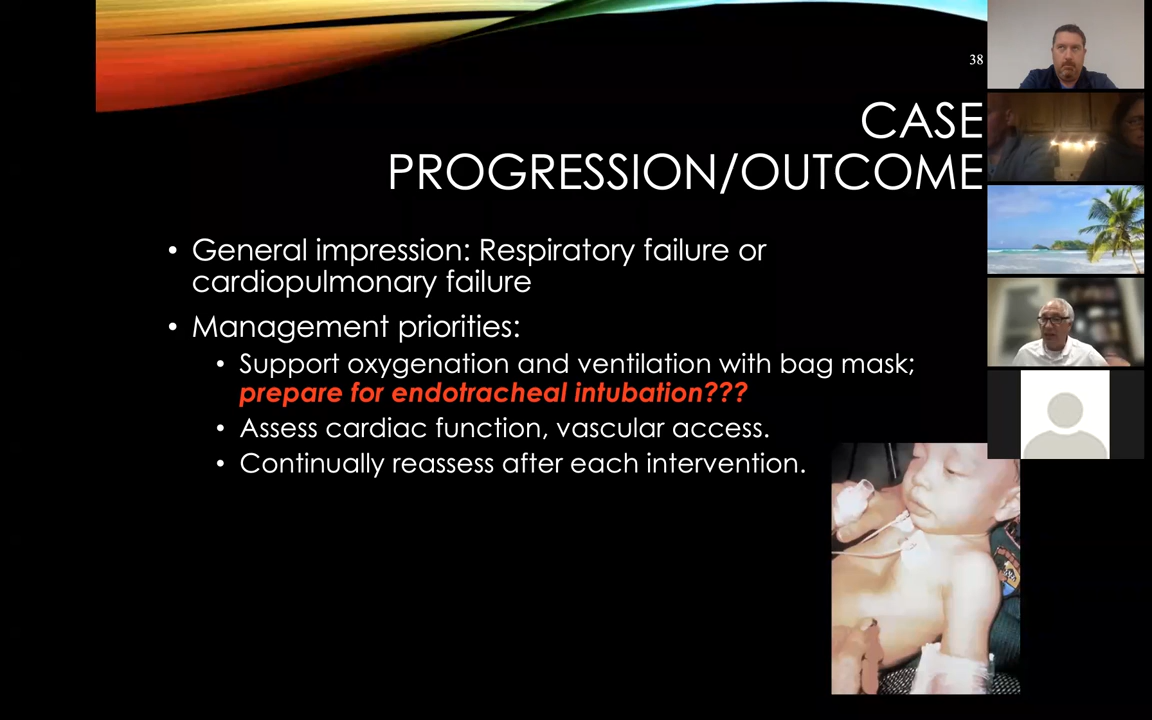 38
CASE
PROGRESSION/OUTCOME
• General impression: Respiratory failure or
cardiopulmonary failure
• Management priorities:
• Support oxygenation and ventilation with bag mask;
prepare for endotracheal intubation???
• Assess cardiac function, vascular access.
• Continually reassess after each intervention.